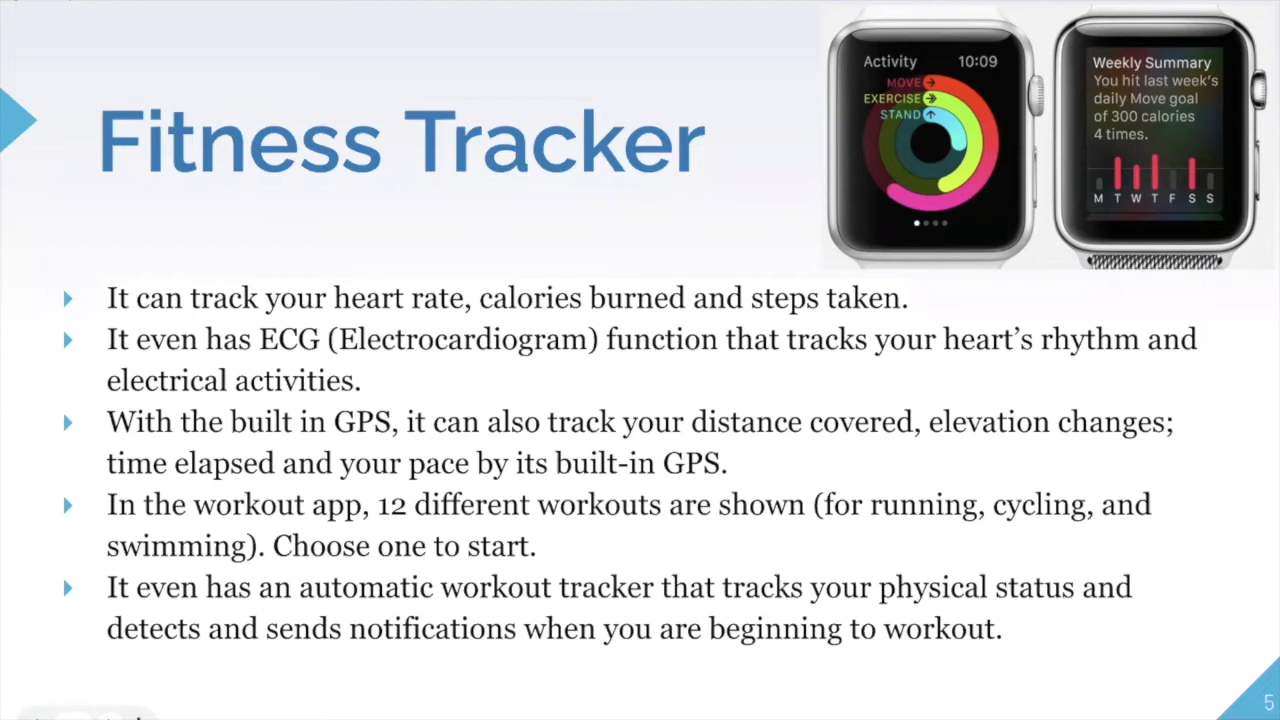 Fitness Tracker
Activity 10:09
MOVE
EXERCISE
STAND
Weekly Summary
You hit last week's
daily Move goal
of 300 calories
4 times.
M T W T F S S
It can track your heart rate, calories burned and steps taken.
It even has ECG (Electrocardiogram) function that tracks your heart’s rhythm and
electrical activities.
With the built in GPS, it can also track your distance covered, elevation changes;
time elapsed and your pace by its built-in GPS.
In the workout app, 12 different workouts are shown (for running, cycling, and
swimming). Choose one to start.
It even has an automatic workout tracker that tracks your physical status and
detects and sends notifications when you are beginning to workout.
5